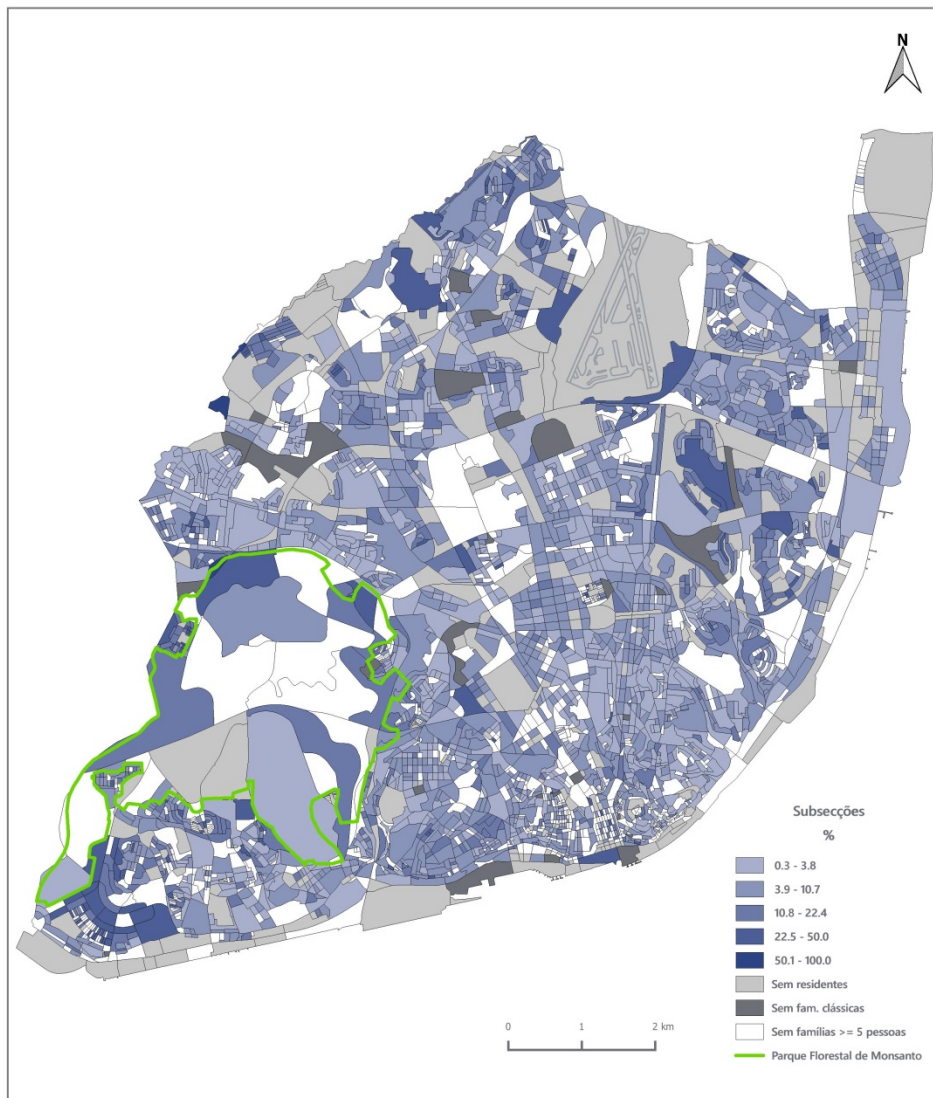 N
Subsecções
%
0.3 - 3.8
3.9 - 10.7
10.8 - 22.4
22.5 - 50.0
50.1 - 100.0
Sem residentes
Sem fam. clássicas
Sem famílias >= 5 pessoas
Parque Florestal de Monsanto
0 1 2 km